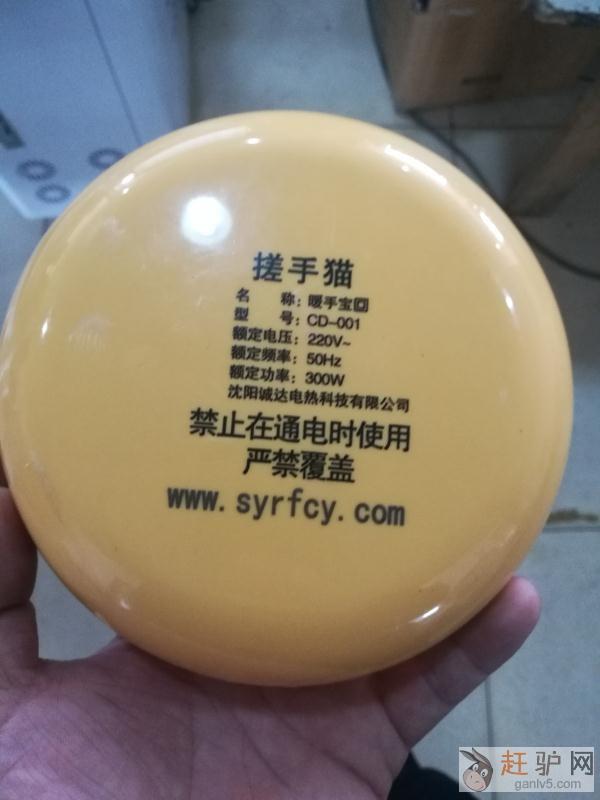 搓手猫
名 称：暖手宝回
型 号：CD-001
额定电压：220V~
额定频率：50Hz
额定功率：300W
沈阳诚达电热科技有限公司
禁止在通电时使用
严禁覆盖
www.syrfcy.com
赶驴网
ganlv5.com